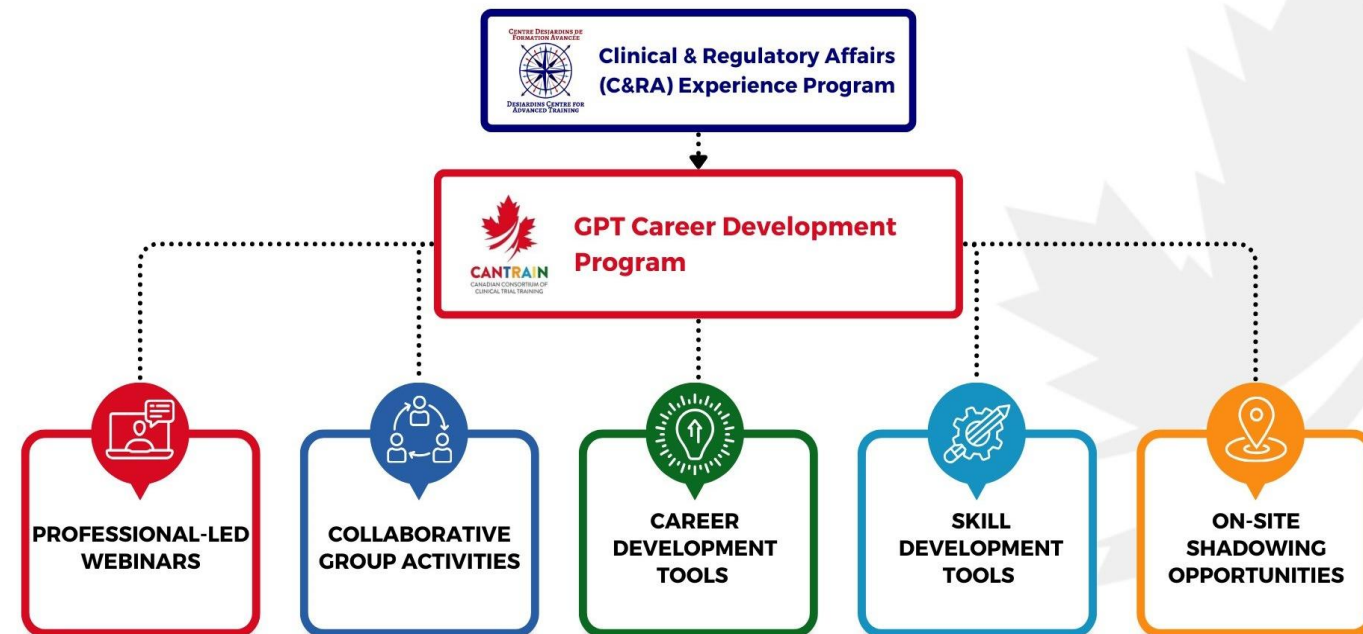 CENTRE DESJARDINS DE
FORMATION AVANCÉE
DESJARDINS CENTRE FOR
ADVANCED TRAINING
Clinical & Regulatory Affairs
(C&RA) Experience Program
CANTRAIN
CANADIAN CONSORTIUM OF
CLINICAL TRIAL TRAINING
GPT Career Development
Program
PROFESSIONAL-LED
WEBINARS
COLLABORATIVE
GROUP ACTIVITIES
CAREER
DEVELOPMENT
TOOLS
SKILL
DEVELOPMENT
TOOLS
ON-SITE
SHADOWING
OPPORTUNITIES